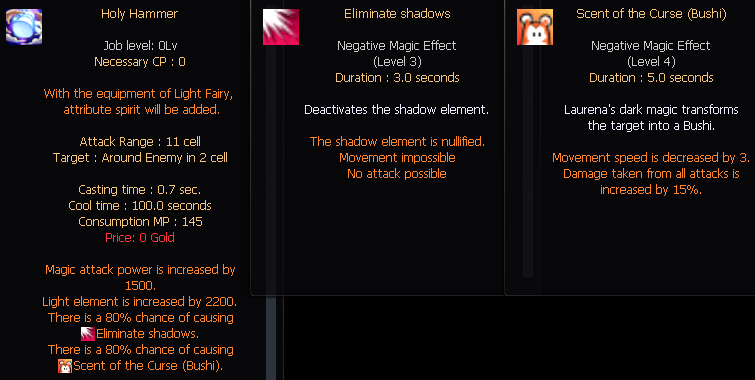 Holy Hammer
Job level: 0Lv
Necessary CP : 0
With the equipment of Light Fairy,
attribute spirit will be added.
Attack Range : 11 cell
Target : Around Enemy in 2 cell
Casting time : 0.7 sec.
Cool time : 100.0 seconds
Consumption MP : 145
Price: 0 Gold
Magic attack power is increased by
1500.
Light element is increased by 2200.
There is a 80% chance of causing
Eliminate shadows.
There is a 80% chance of causing
Scent of the Curse (Bushi).
Eliminate shadows
Negative Magic Effect
(Level 3)
Duration : 3.0 seconds
Deactivates the shadow element.
The shadow element is nullified.
Movement impossible
No attack possible
Scent of the Curse (Bushi)
Negative Magic Effect
(Level 4)
Duration : 5.0 seconds
Laurena's dark magic transforms
the target into a Bushi.
Movement speed is decreased by 3.
Damage taken from all attacks is
increased by 15%.